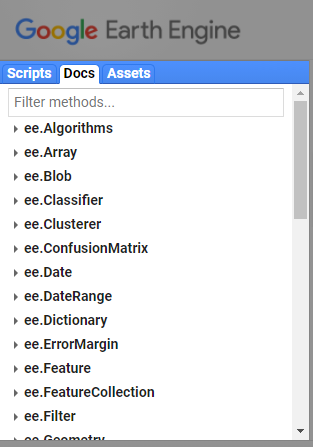 Google Earth Engine
Scripts Docs Assets
Filter methods...
ee.Algorithms
ee.Array
ee.Blob
ee.Classifier
ee.Clusterer
ee.ConfusionMatrix
ee.Date
ee.DateRange
ee.Dictionary
ee.ErrorMargin
ee.Feature
ee.FeatureCollection
ee.Filter
ee.Geometry